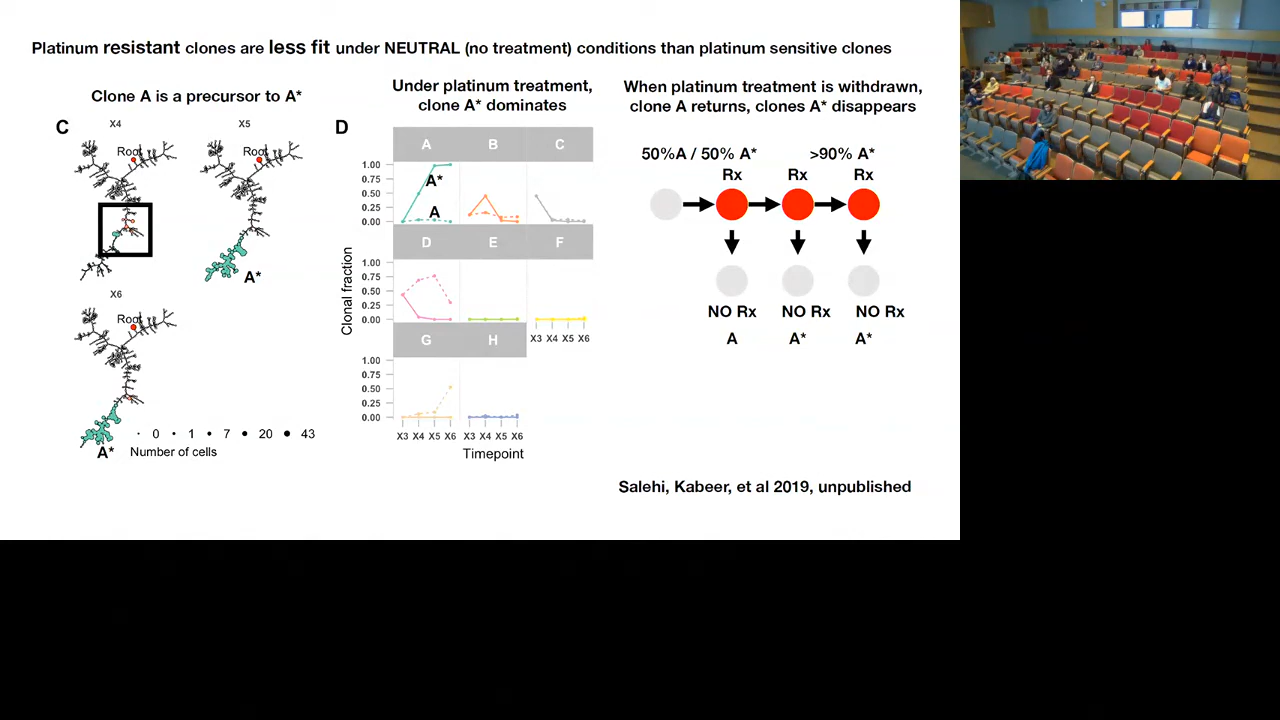 Platinum resistant clones are less fit under NEUTRAL (no treatment) conditions than platinum sensitive clones
Clone A is a precursor to A*
C
X4
X5
Root
Root
A*
X6
Root
A*
0 1 7 20 43
Number of cells
Under platinum treatment,
clone A* dominates
D
A B C
1.00
0.75
0.50
0.25
0.00
A*
A
D E F
1.00
0.75
0.50
0.25
0.00
X3 X4 X5 X6
G H
1.00
0.75
0.50
0.25
0.00
X3 X4 X5 X6 X3 X4 X5 X6
Clonal fraction
Timepoint
When platinum treatment is withdrawn,
clone A returns, clones A* disappears
50%A / 50% A* >90% A*
Rx Rx Rx
NO Rx NO Rx NO Rx
A A* A*
Salehi, Kabeer, et al 2019, unpublished